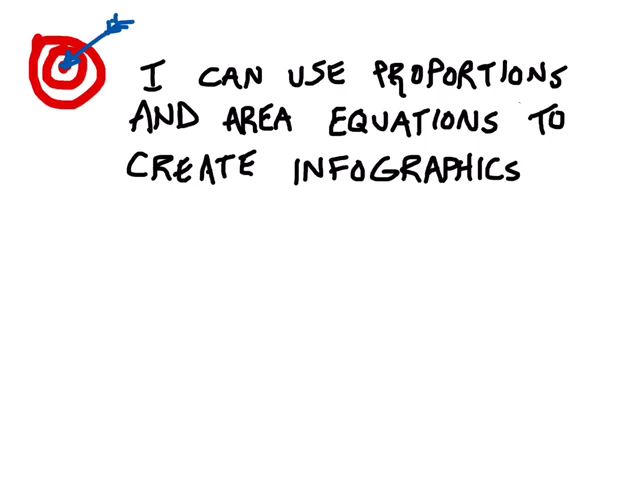 I CAN USE PROPORTIONS
AND AREA EQUATIONS TO
CREATE INFOGRAPHICS